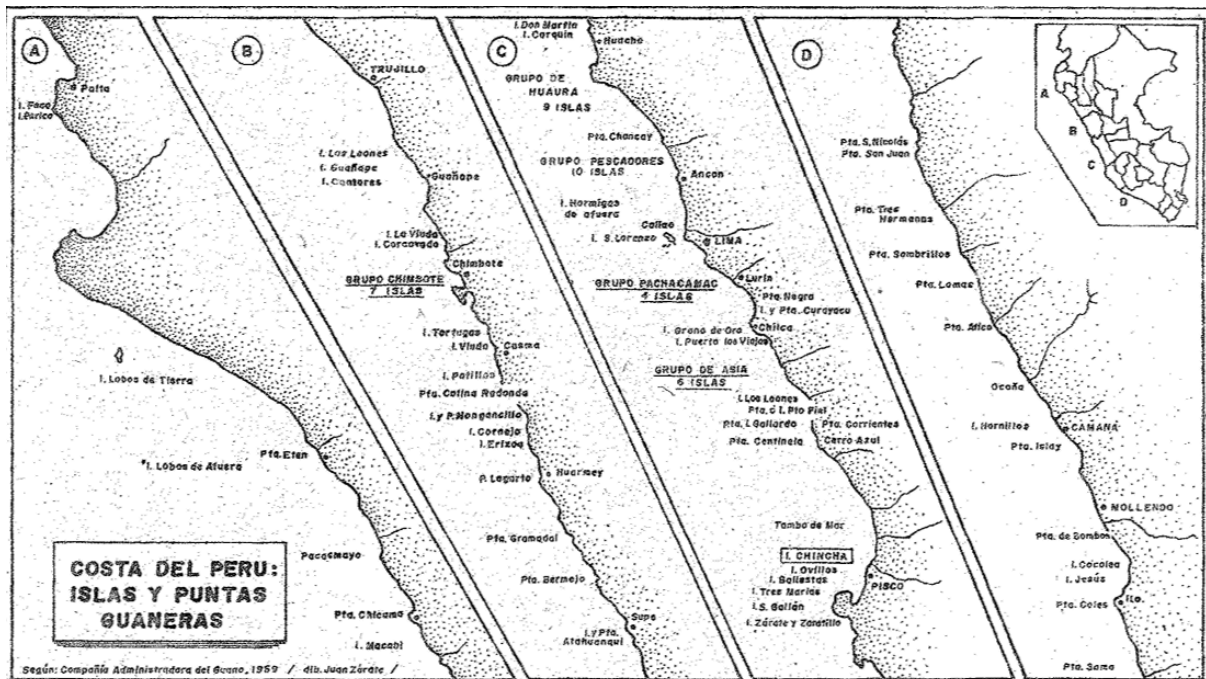 A
Paita
I. Foca
I. Lobos de Tierra
I. Lobos de Afuera
Pta. Eten
Pacasmayo
Pta. Chicama
I. Macabi
COSTA DEL PERU:
ISLAS Y PUNTAS
GUANERAS
Según: Compañía Administradora del Guano, 1959 / dib. Juan Zárate /
B
TRUJILLO
I. Los Leones
I. Guañape
I. Cantores
Guañape
I. La Viuda
I. Corcovado
Chimbote
GRUPO CHIMBOTE
7 ISLAS
I. Tortugas
I. Viuda
Casma
I. Patillos
Pta. Colina Redonda
I. y P. Mongoncillo
I. Cornejo
I. Erizos
P. Lagarto
Huarmey
Pta. Gramadal
Pta. Bermejo
Supe
I. y Pta.
Atahuanqui
C
I. Don Martín
I. Corquin
Huacho
GRUPO DE
HUAURA
9 ISLAS
Pta. Chancay
GRUPO PESCADORES
10 ISLAS
Ancon
I. Hormigas
de afuera
Callao
I. S. Lorenzo
LIMA
GRUPO PACHACAMAC
4 ISLAS
Lurin
Pta. Negra
I. y Pta. Curayacu
Chilca
I. Grano de Oro
I. Puerto los Viejos
GRUPO DE ASIA
6 ISLAS
I. Los Leones
Pta. ó I. Pto Fiel
Pta. I. Gallardo
Pta. Corrientes
Pta. Centinela
Cerro Azul
Tambo de Mar
I. CHINCHA
I. Ovillos
I. Ballestas
I. Tres Marías
I. S. Gallán
I. Zárate y Zaratillo
PISCO
D
Pta. S. Nicolás
Pta. San Juan
Pta. Tres
Hermanas
Pta. Sombrillos
Pta. Lomas
Pta. Atico
Ocoña
I. Hornillos
CAMANA
Pta. Islay
MOLLENDO
Pta. de Bombon
I. Cocotea
I. Jesús
Pta. Coles
Ilo
Pta. Sama
A
B
C
D